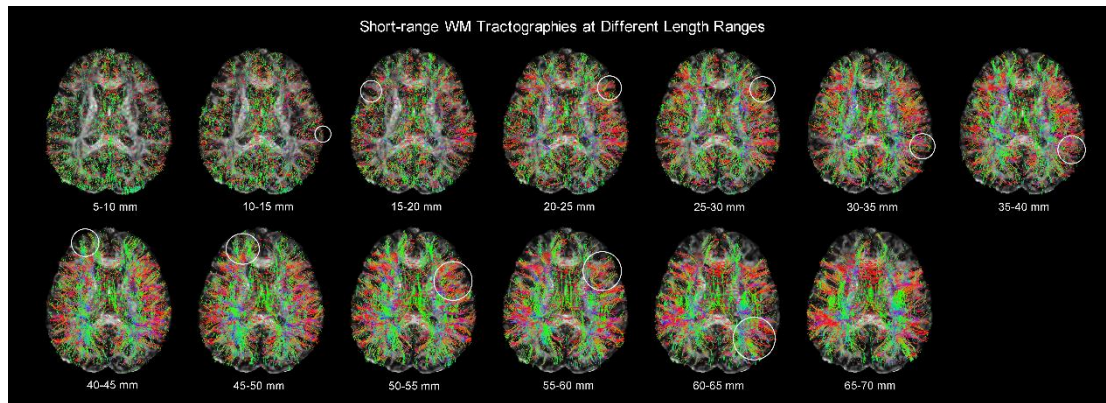 Short-range WM Tractographies at Different Length Ranges
5-10 mm
10-15 mm
15-20 mm
20-25 mm
25-30 mm
30-35 mm
35-40 mm
40-45 mm
45-50 mm
50-55 mm
55-60 mm
60-65 mm
65-70 mm